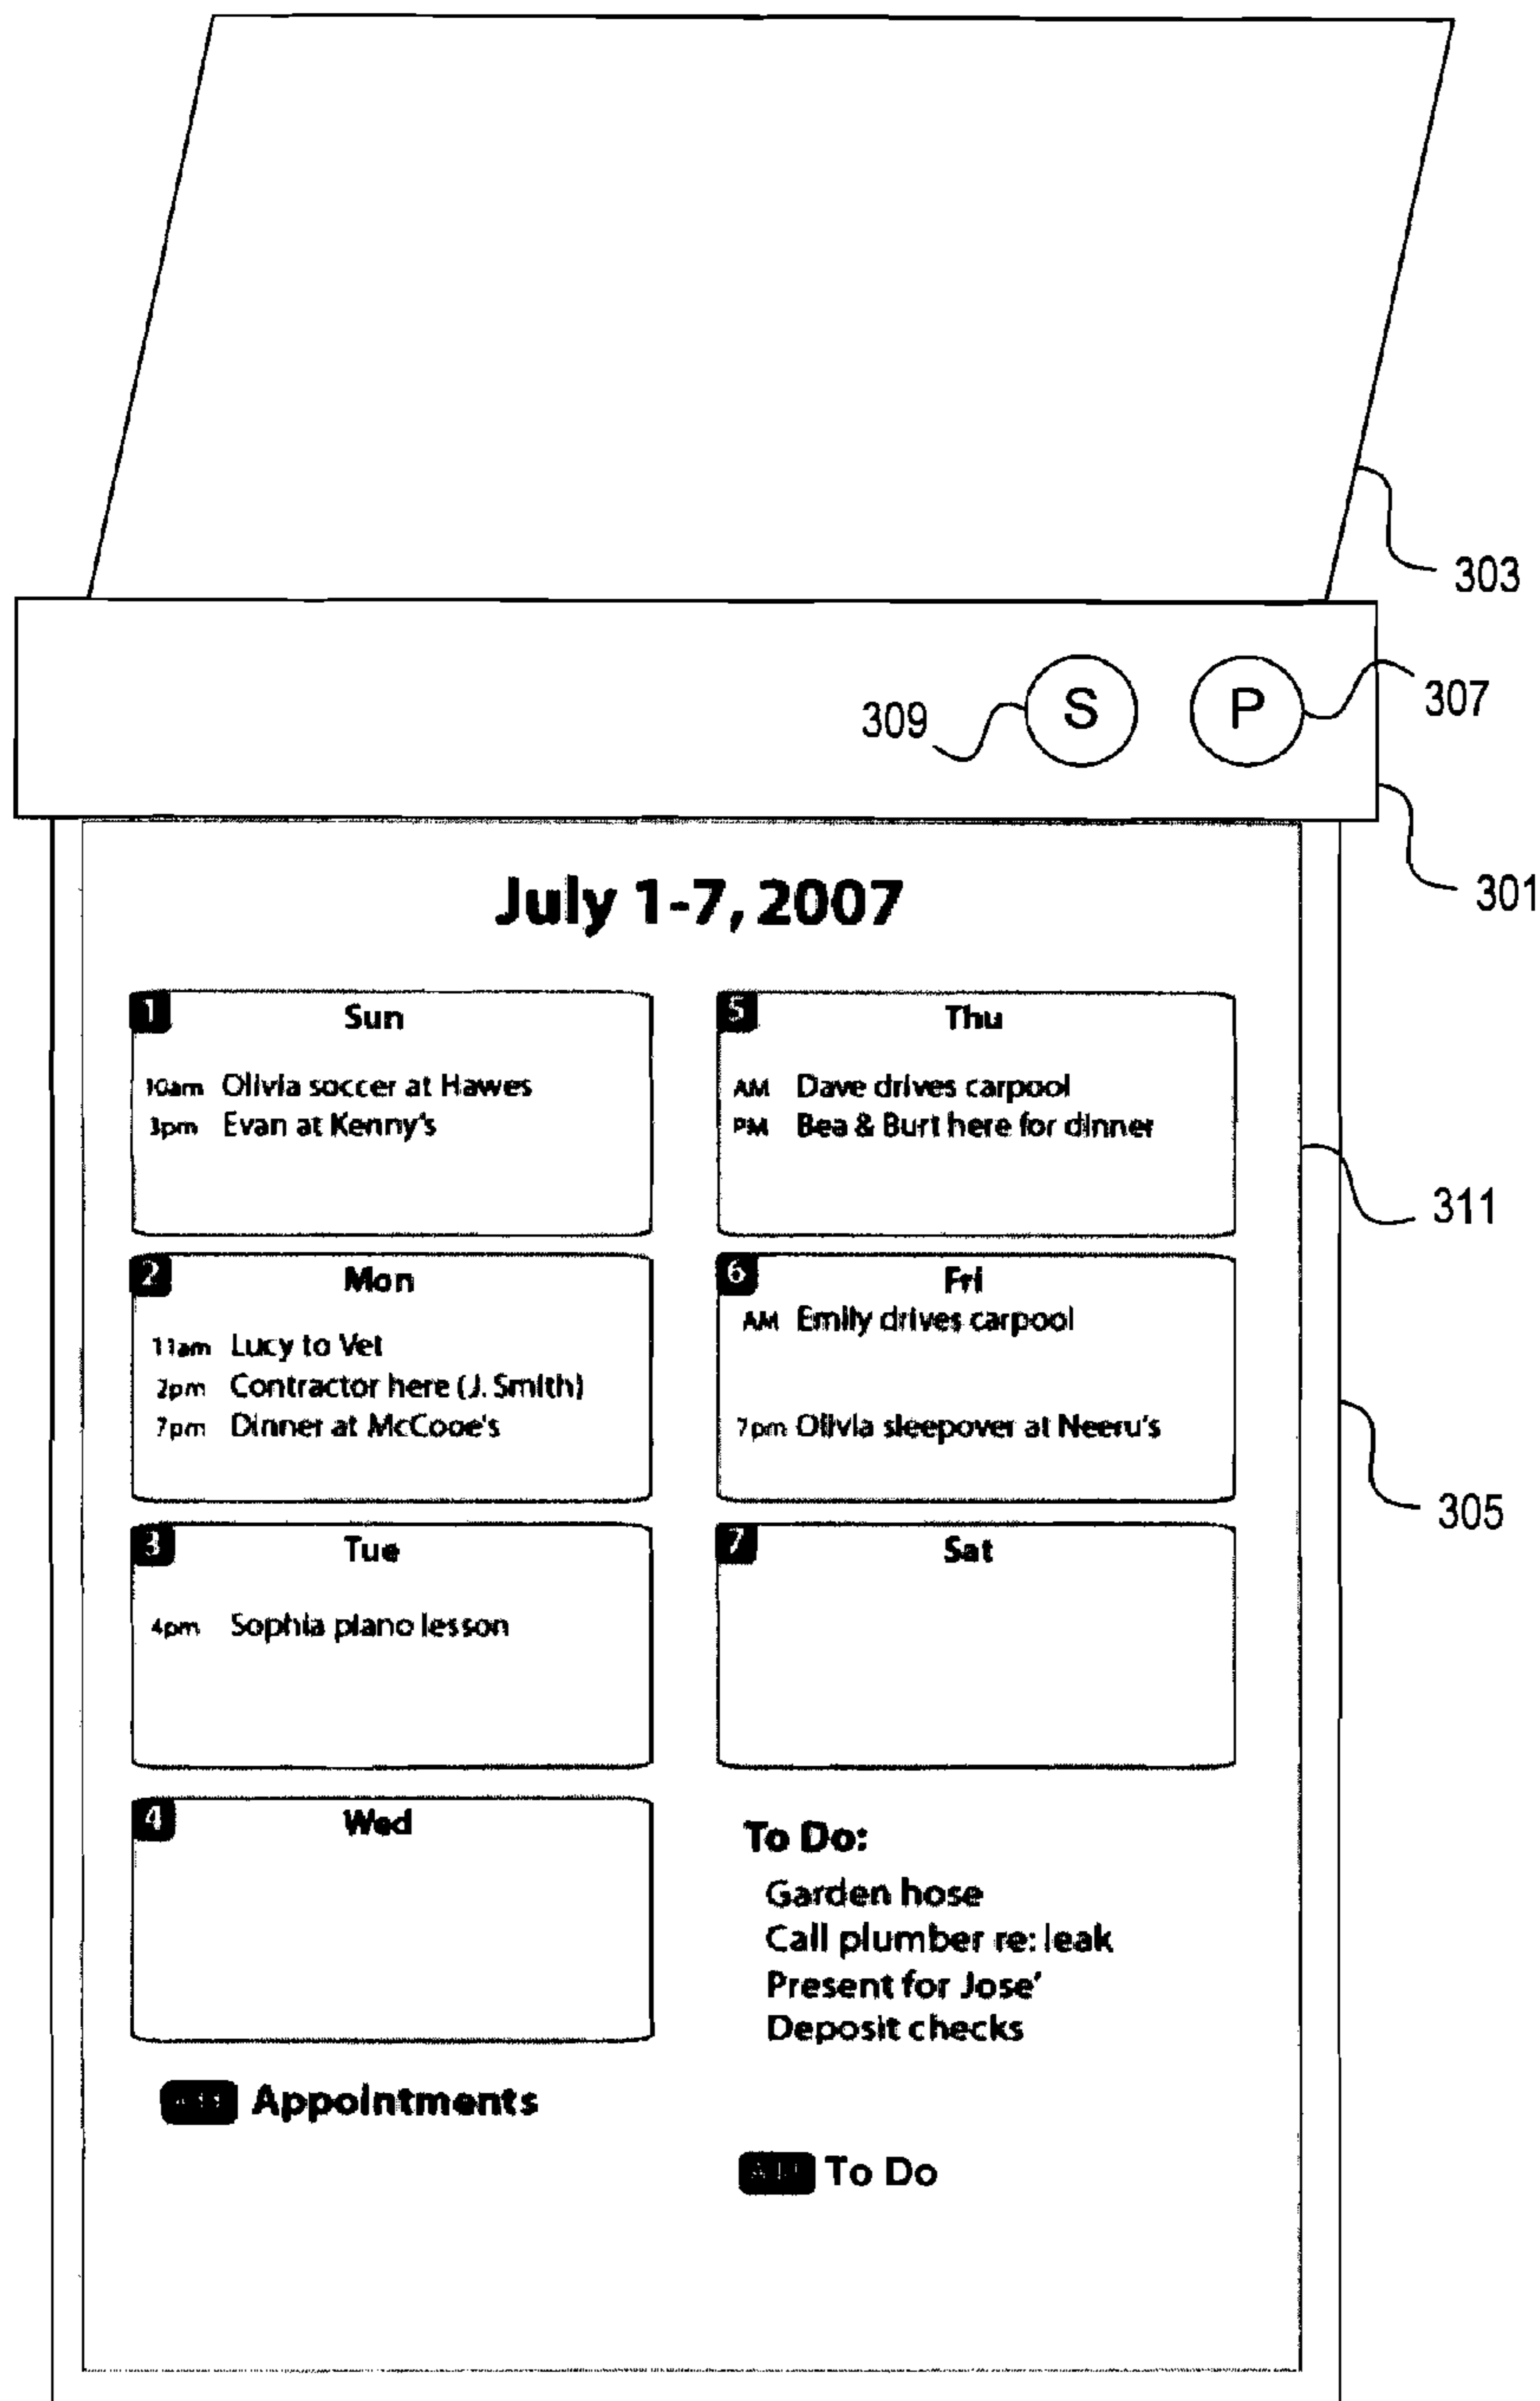 303
309
S
P
307
301
July 1-7, 2007
1
Sun
10am Olivia soccer at Hawes
3pm Evan at Kenny's
5
Thu
AM Dave drives carpool
PM Bea & Burt here for dinner
311
2
Mon
11am Lucy to Vet
2pm Contractor here (J. Smith)
7pm Dinner at McCooe's
6
Fri
AM Emily drives carpool
7pm Olivia sleepover at Neeru's
305
3
Tue
4pm Sophia piano lesson
7
Sat
4
Wed
To Do:
Garden hose
Call plumber re: leak
Present for Jose'
Deposit checks
Appointments
To Do